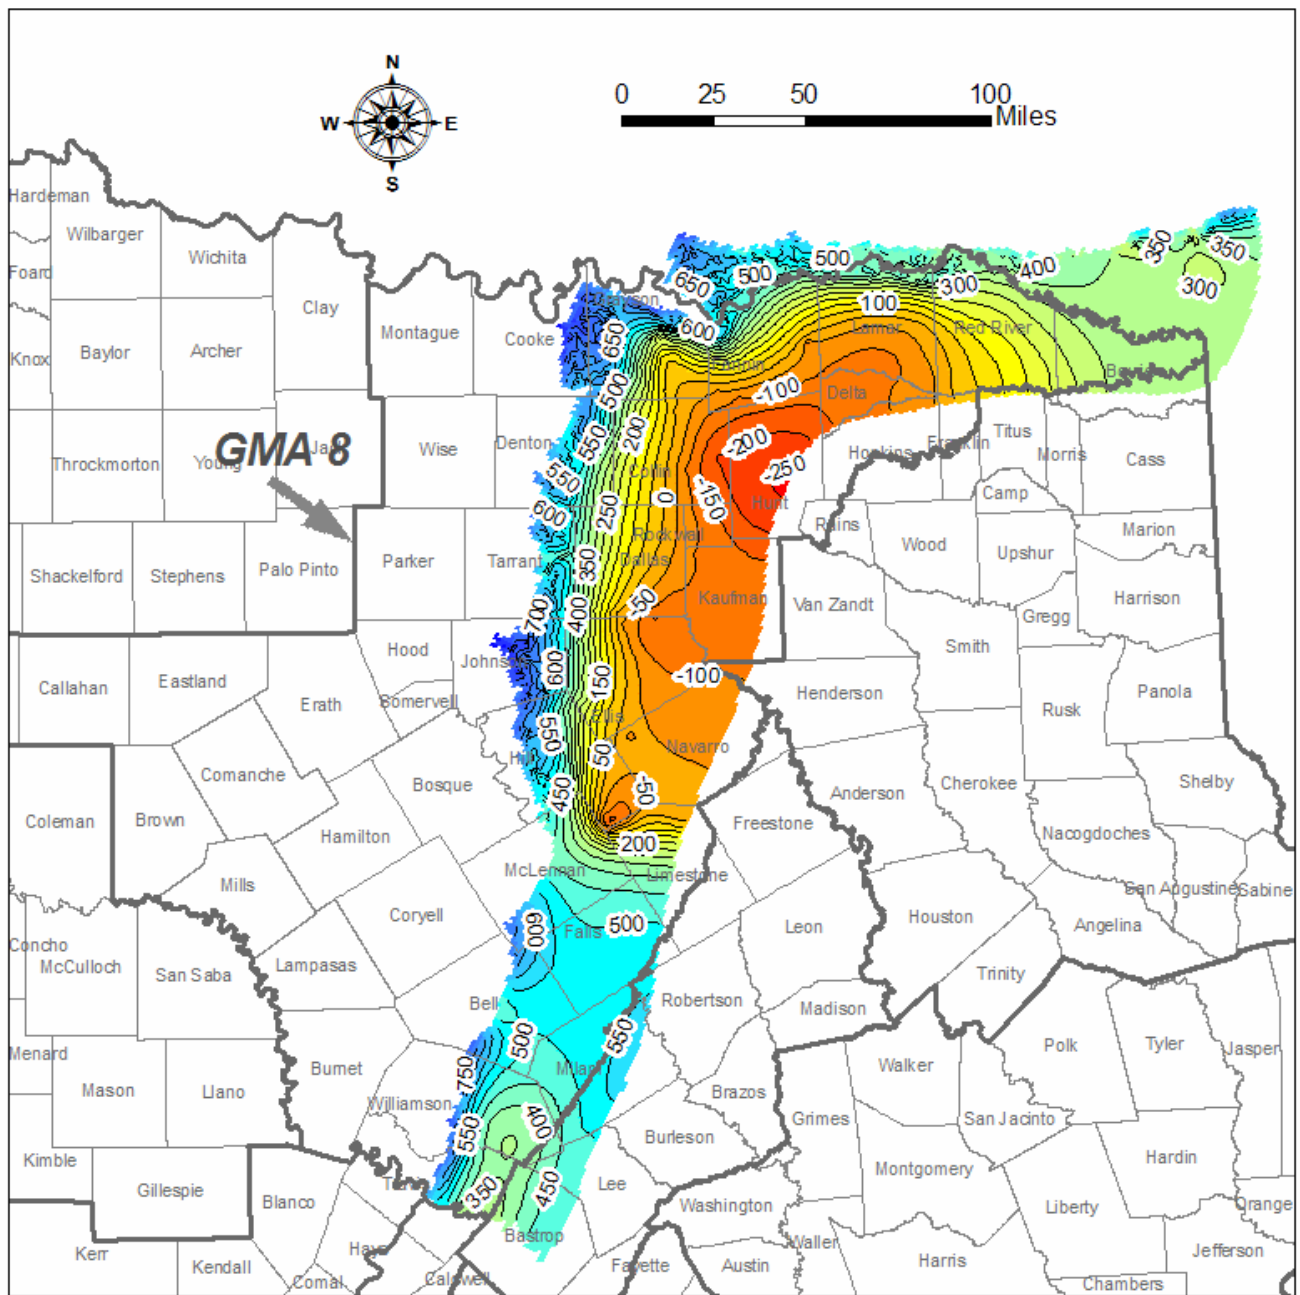 N
W E
S
0 25 50 100
Miles
Hardeman
Wilbarger
Wichita
Foard
Clay
Knox
Baylor
Archer
Montague
Cooke
650
500
500
350
350
400
300
300
650
600
100
Lamar
Red River
-100
Delta
500
GMA 8
Throckmorton
Young
Wise
Denton
550
200
Collin
-200
-250
-150
Hunt
Hopkins
Franklin
Titus
Morris
Cass
Camp
550
600
250
0
Rockwall
Rains
Wood
Upshur
Marion
Shackelford
Stephens
Palo Pinto
Parker
Tarrant
350
Dallas
-50
Kaufman
Van Zandt
Gregg
Harrison
700
400
Smith
Callahan
Eastland
Hood
Erath
Somervell
600
150
-100
Henderson
Rusk
Panola
550
Ellis
50
Navarro
Comanche
Bosque
450
-50
Anderson
Cherokee
Shelby
Coleman
Brown
Hamilton
200
Freestone
Nacogdoches
Mills
McLennan
Limestone
San Augustine
Sabine
Coryell
600
Falls
500
Leon
Houston
Angelina
Concho
McCulloch
San Saba
Lampasas
Trinity
Bell
Robertson
Madison
500
550
Menard
Mason
Llano
Burnet
750
Milam
Walker
Polk
Tyler
Jasper
Williamson
400
Brazos
Grimes
San Jacinto
550
Burleson
Kimble
Gillespie
Blanco
350
450
Lee
Washington
Montgomery
Liberty
Hardin
Orange
Kerr
Kendall
Comal
Bastrop
Fayette
Austin
Waller
Harris
Chambers
Jefferson